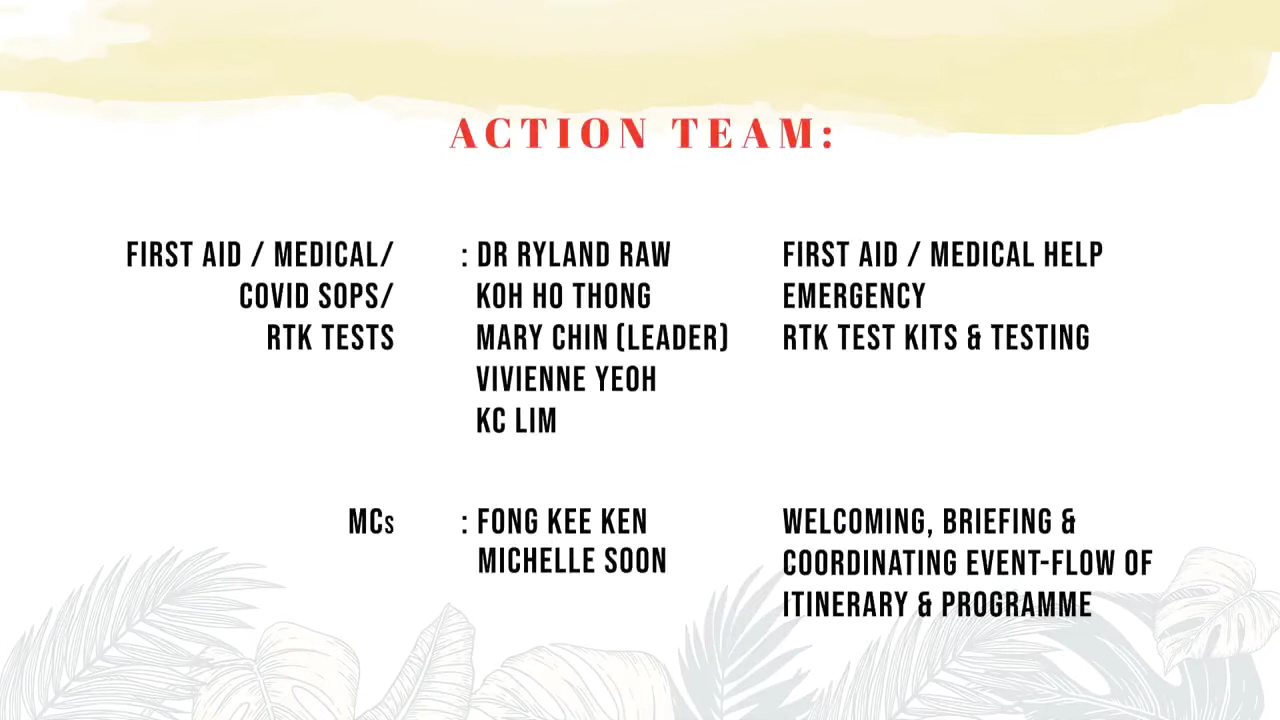 ACTION TEAM:
FIRST AID / MEDICAL/ : DR RYLAND RAW FIRST AID / MEDICAL HELP
COVID SOPS/ KOH HO THONG EMERGENCY
RTK TESTS MARY CHIN (LEADER) RTK TEST KITS & TESTING
VIVIENNE YEOH
KC LIM
MCs : FONG KEE KEN WELCOMING, BRIEFING &
MICHELLE SOON COORDINATING EVENT-FLOW OF
ITINERARY & PROGRAMME